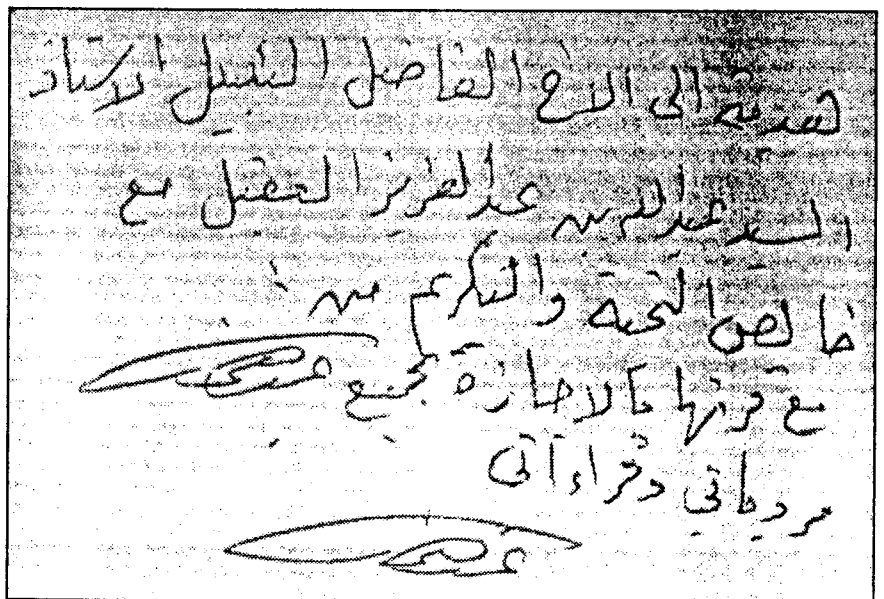 هدية الى الاخ الفاضل النبيل الاستاذ
السيد عبدالله بن عبدالعزيز العقيل مع
خالص التحية والتكريم من :
مع قرنها بالاجازة بجميع
مروياتي وقراءاتي